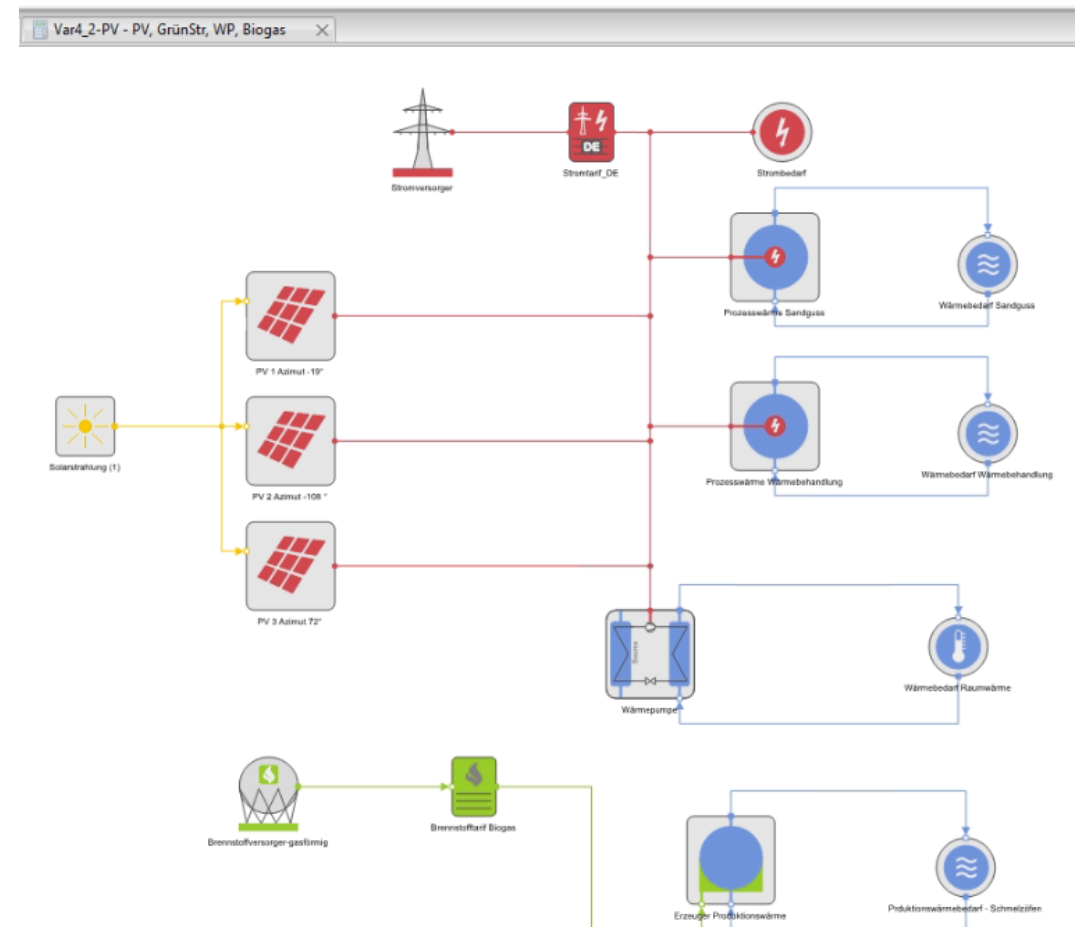 Var4_2-PV - PV, GrünStr, WP, Biogas
DE
Stromversorger
Stromtarif_DE
Strombedarf
Prozesswärme Sandguss
Wärmebedarf Sandguss
PV 1 Azimut -19°
Solarstrahlung (1)
PV 2 Azimut -108 °
Prozesswärme Wärmebehandlung
Wärmebedarf Wärmebehandlung
PV 3 Azimut 72°
Source
Wärmepumpe
Wärmebedarf Raumwärme
Brennstoffversorger-gasförmig
Brennstofftarif Biogas
Erzeuger Produktionswärme
Prduktionswärmebedarf - Schmelzöfen